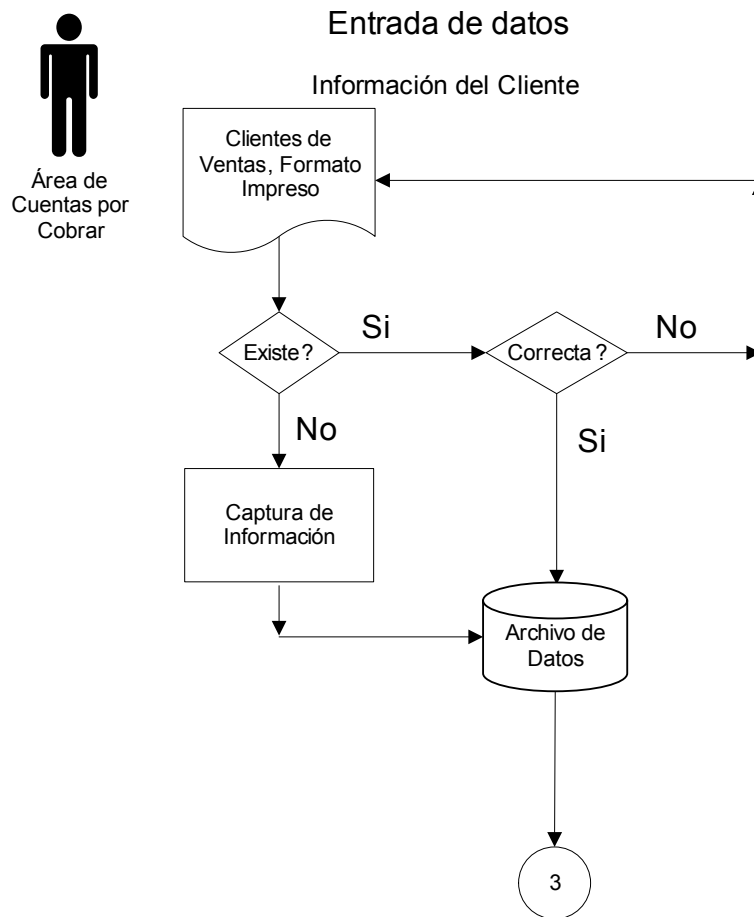 Entrada de datos
Información del Cliente
Clientes de
Ventas, Formato
Impreso
Área de
Cuentas por
Cobrar
Existe?
Si
Correcta ?
No
No
Si
Captura de
Información
Archivo de
Datos
3